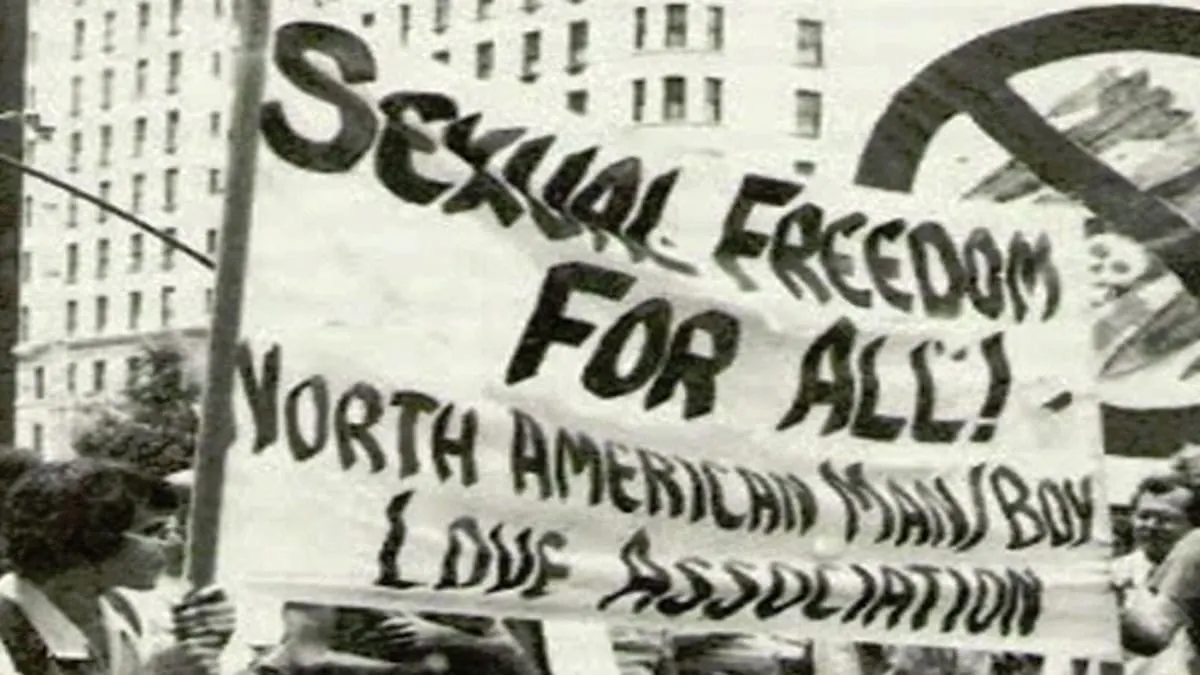 SEXUAL FREEDOM
FOR ALL!
NORTH AMERICAN MAN/BOY
LOVE ASSOCIATION